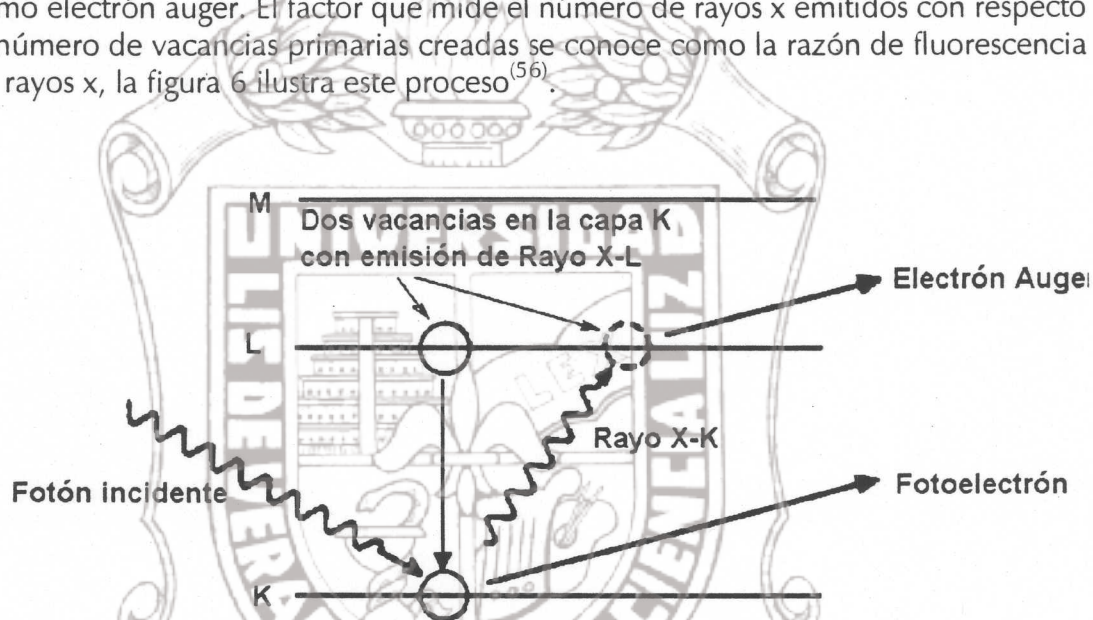 mo electrón auger. El factor que mide el número de rayos x emitidos con respecto
número de vacancias primarias creadas se conoce como la razón de fluorescencia
rayos x, la figura 6 ilustra este proceso(56).
M
Dos vacancias en la capa K
con emisión de Rayo X-L
Electrón Auger
L
Rayo X-K
Fotón incidente
Fotoelectrón
K
UNIVERSIDAD